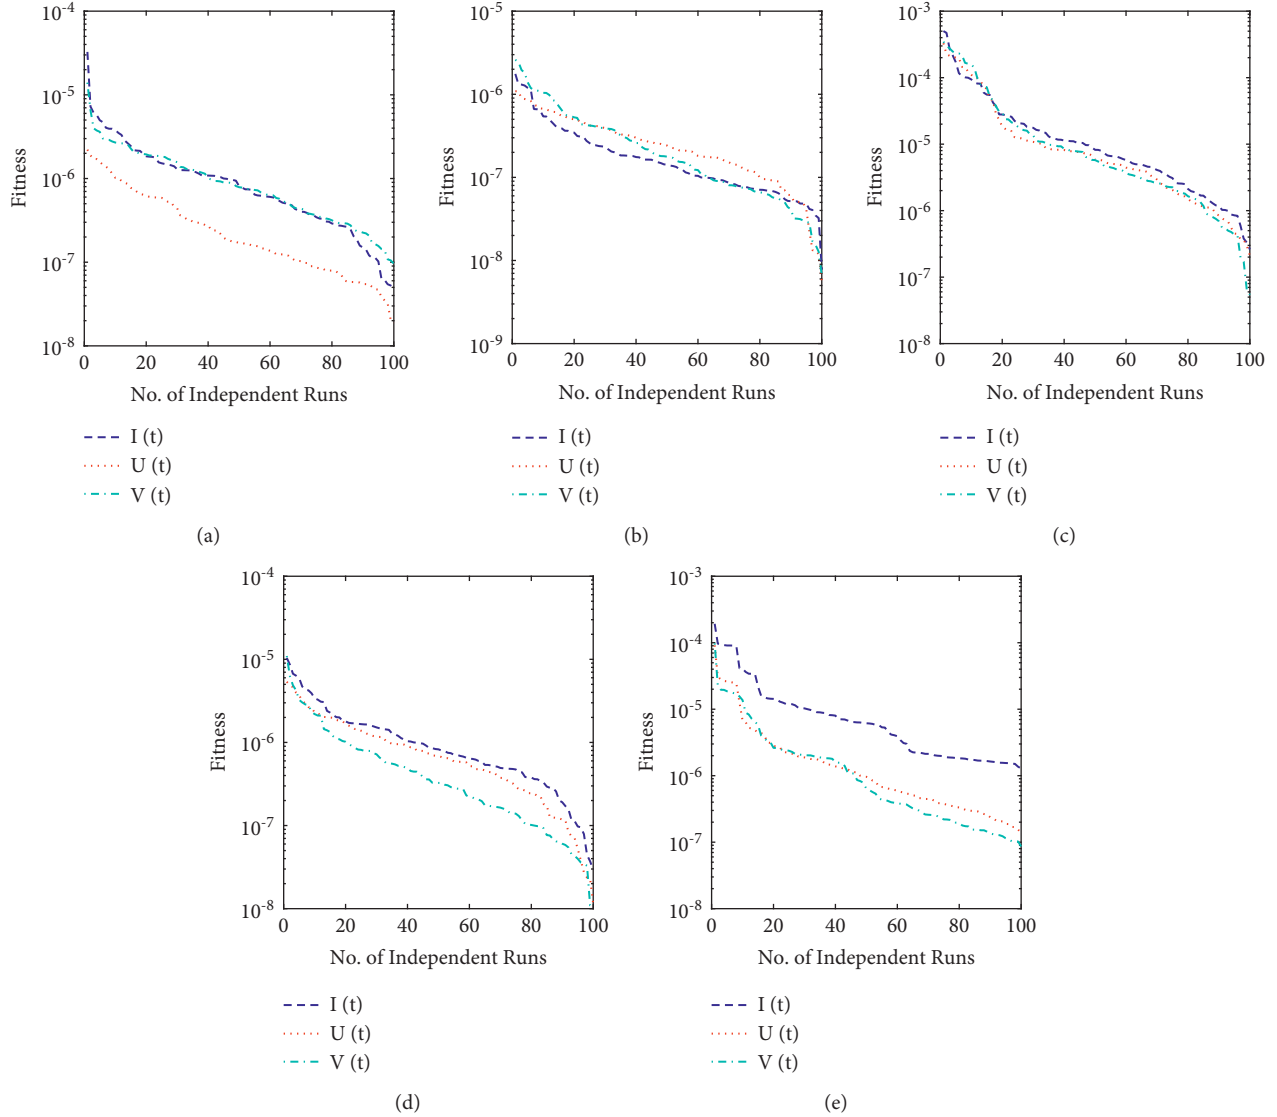 10-4
10-5
10-6
10-7
10-8
Fitness
0 20 40 60 80 100
No. of Independent Runs
I (t)
U (t)
V (t)
(a)
10-5
10-6
10-7
10-8
10-9
Fitness
0 20 40 60 80 100
No. of Independent Runs
I (t)
U (t)
V (t)
(b)
10-3
10-4
10-5
10-6
10-7
10-8
Fitness
0 20 40 60 80 100
No. of Independent Runs
I (t)
U (t)
V (t)
(c)
10-4
10-5
10-6
10-7
10-8
Fitness
0 20 40 60 80 100
No. of Independent Runs
I (t)
U (t)
V (t)
(d)
10-3
10-4
10-5
10-6
10-7
10-8
Fitness
0 20 40 60 80 100
No. of Independent Runs
I (t)
U (t)
V (t)
(e)